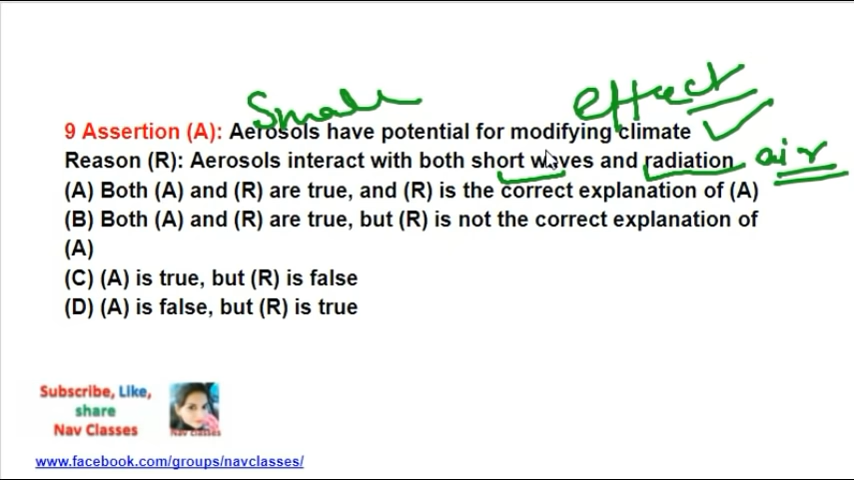 Small effect
9 Assertion (A): Aerosols have potential for modifying climate
Reason (R): Aerosols interact with both short waves and radiation air
(A) Both (A) and (R) are true, and (R) is the correct explanation of (A)
(B) Both (A) and (R) are true, but (R) is not the correct explanation of
(A)
(C) (A) is true, but (R) is false
(D) (A) is false, but (R) is true
Subscribe, Like,
share
Nav Classes
Nav Classes
www.facebook.com/groups/navclasses/